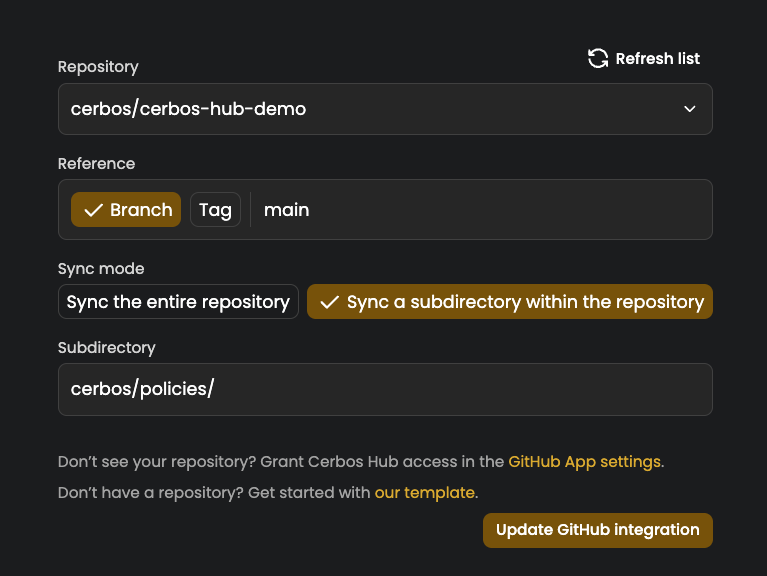 Refresh list
Repository
cerbos/cerbos-hub-demo
Reference
Branch Tag main
Sync mode
Sync the entire repository Sync a subdirectory within the repository
Subdirectory
cerbos/policies/
Don’t see your repository? Grant Cerbos Hub access in the GitHub App settings.
Don’t have a repository? Get started with our template.
Update GitHub integration